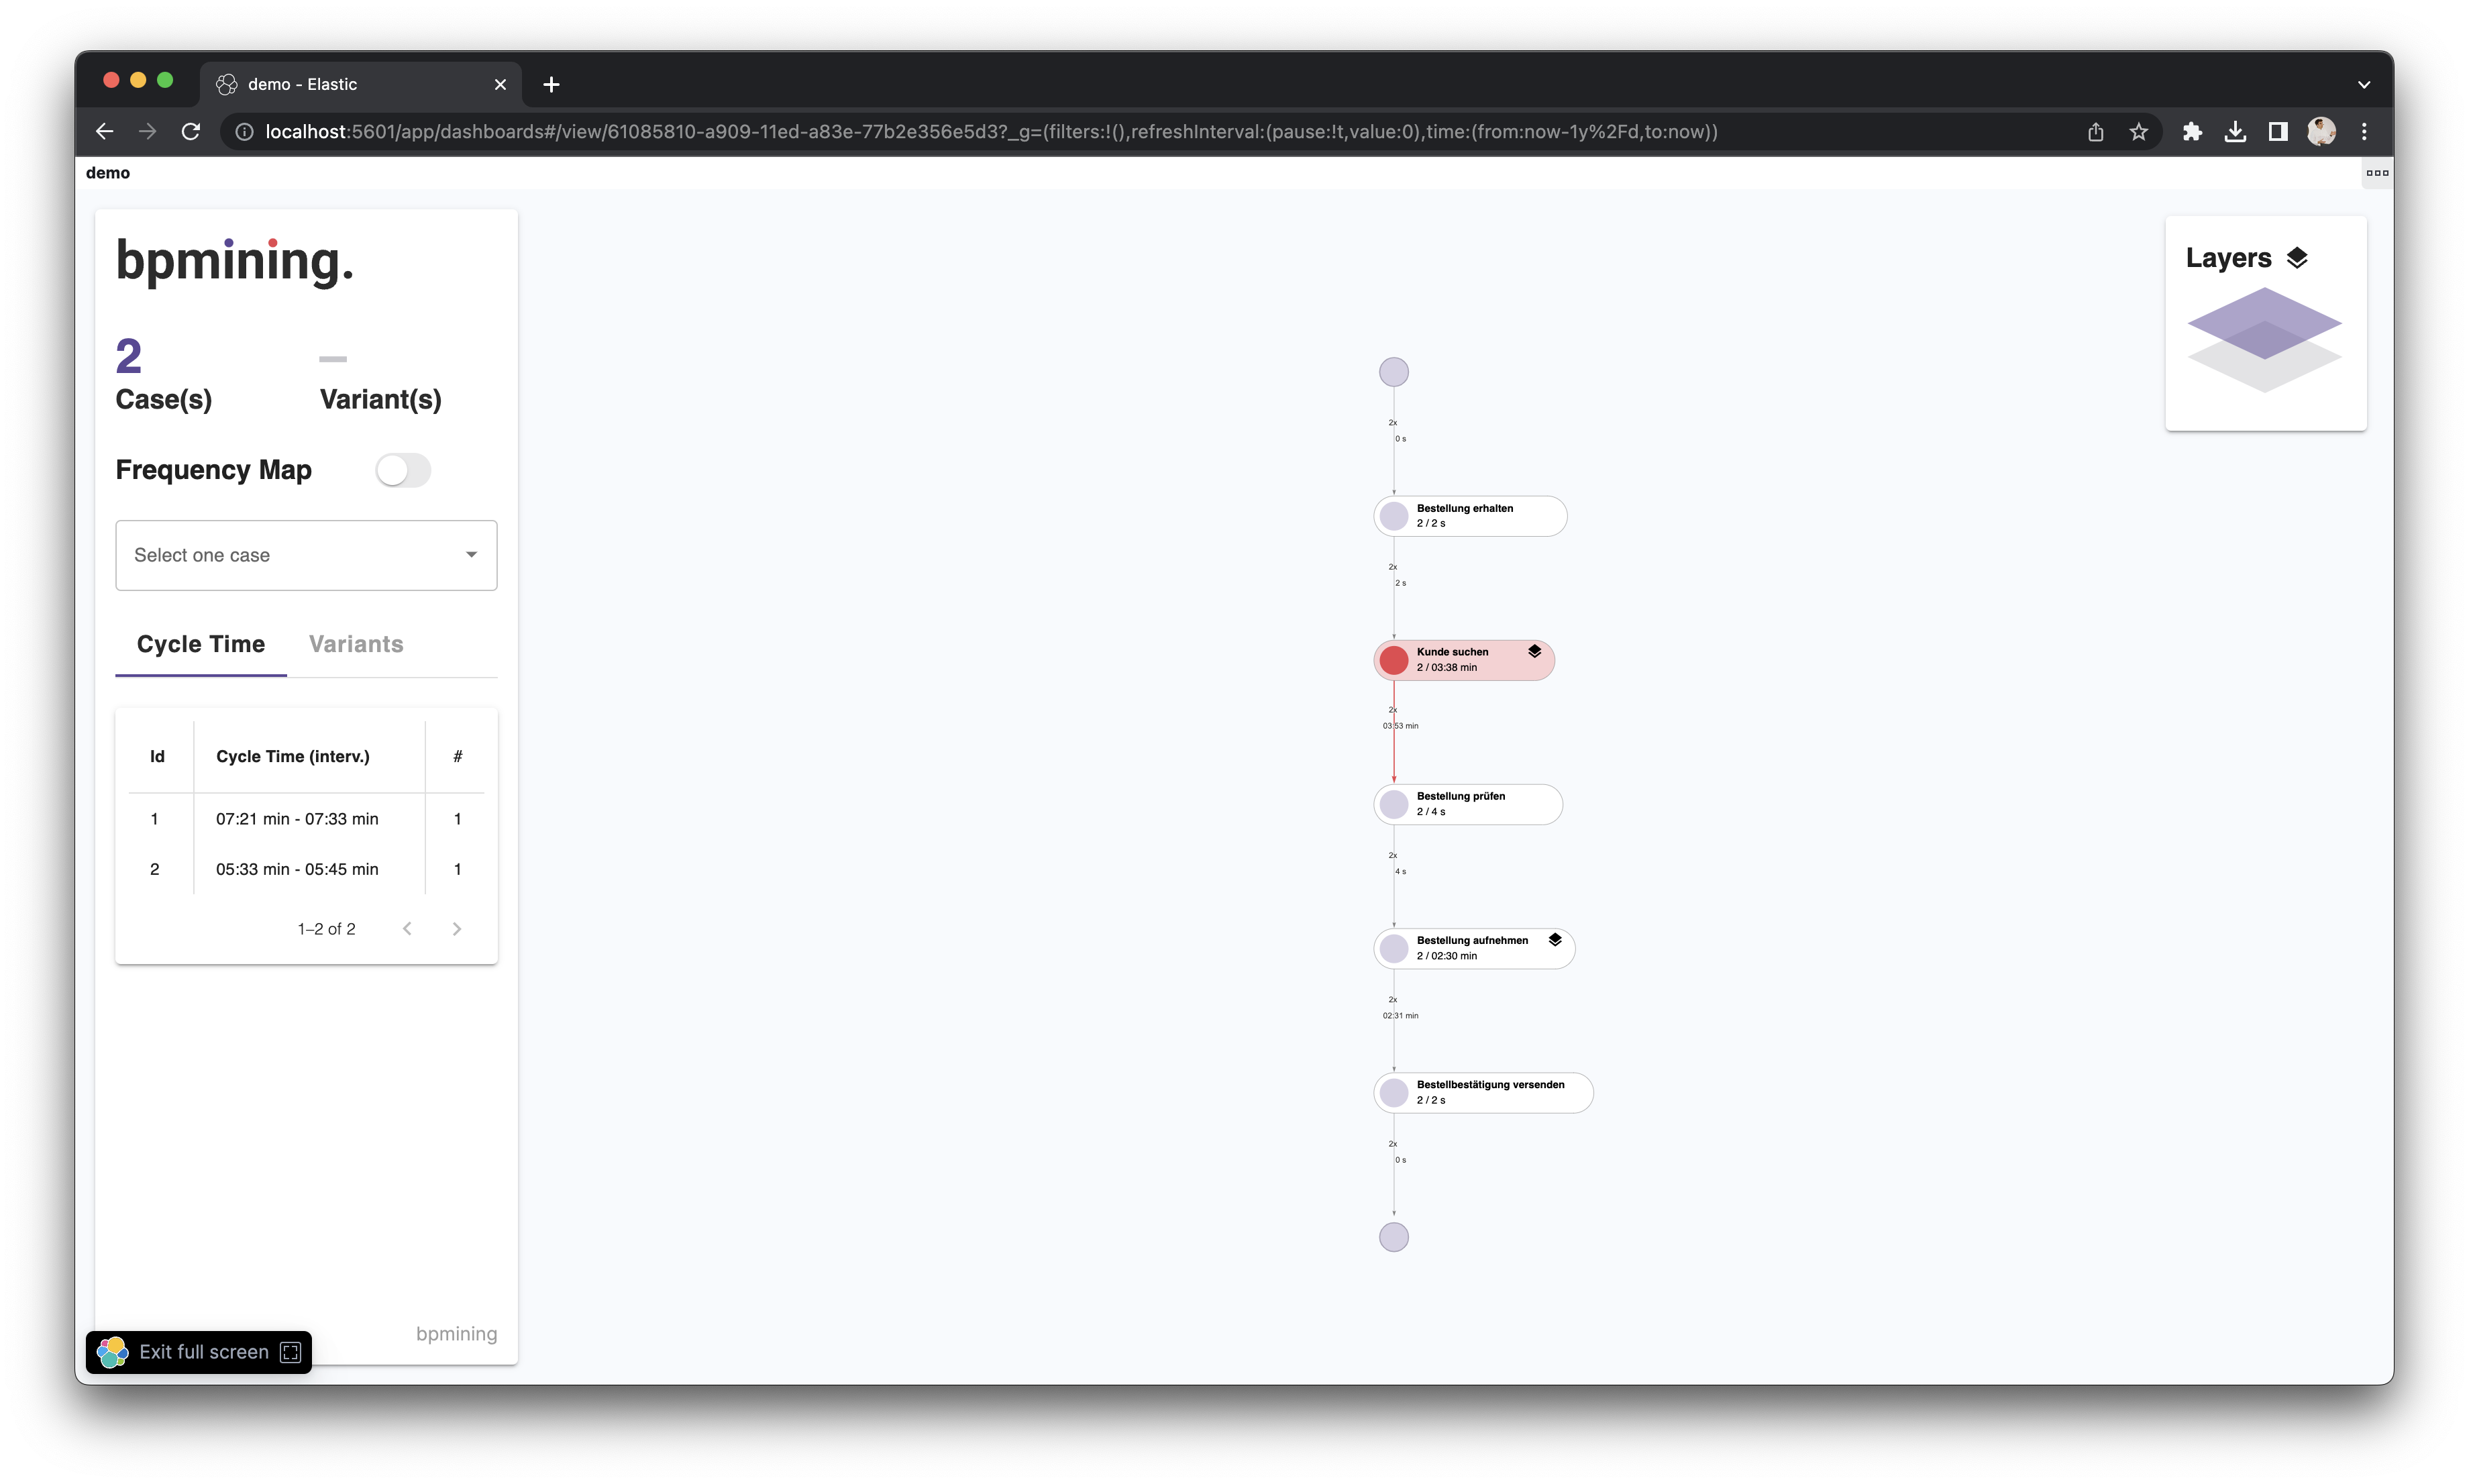 demo - Elastic
localhost:5601/app/dashboards#/view/61085810-a909-11ed-a83e-77b2e356e5d3?_g=(filters:!(),refreshInterval:(pause:!t,value:0),time:(from:now-1y%2Fd,to:now))
demo
bpmining.
2
–
Case(s)
Variant(s)
Frequency Map
Select one case
Cycle Time
Variants
Id
Cycle Time (interv.)
#
1
07:21 min - 07:33 min
1
2
05:33 min - 05:45 min
1
1–2 of 2
bpmining
Exit full screen
2x
0 s
Bestellung erhalten
2 / 2 s
2x
2 s
Kunde suchen
2 / 03:38 min
2x
03:53 min
Bestellung prüfen
2 / 4 s
2x
4 s
Bestellung aufnehmen
2 / 02:30 min
2x
02:31 min
Bestellbestätigung versenden
2 / 2 s
2x
0 s
Layers